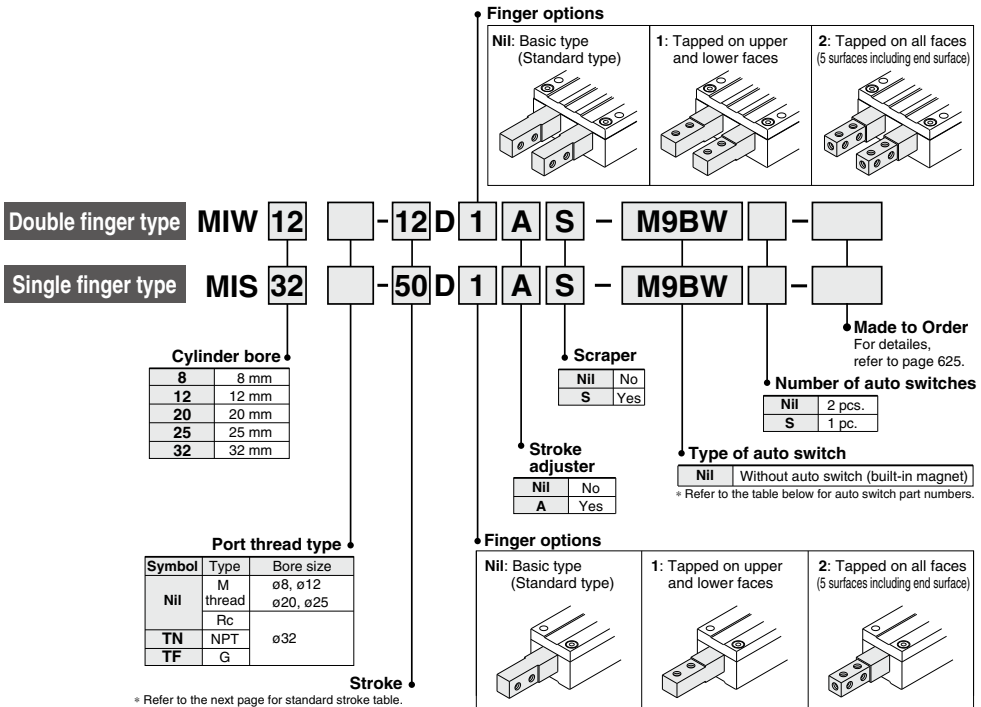 Finger options
Nil: Basic type
(Standard type)
1: Tapped on upper
and lower faces
2: Tapped on all faces
(5 surfaces including end surface)
Double finger type MIW 12 - 12 D 1 A S - M9BW -
Single finger type MIS 32 - 50 D 1 A S - M9BW -
Made to Order
For detailes,
refer to page 625.
Cylinder bore
8 8 mm
12 12 mm
20 20 mm
25 25 mm
32 32 mm
Scraper
Nil No
S Yes
Number of auto switches
Nil 2 pcs.
S 1 pc.
Stroke
adjuster
Nil No
A Yes
Type of auto switch
Nil Without auto switch (built-in magnet)
* Refer to the table below for auto switch part numbers.
Port thread type
Symbol Type Bore size
Nil M thread ø8, ø12
ø20, ø25
Rc ø32
TN NPT
TF G
Stroke
* Refer to the next page for standard stroke table.
Finger options
Nil: Basic type
(Standard type)
1: Tapped on upper
and lower faces
2: Tapped on all faces
(5 surfaces including end surface)